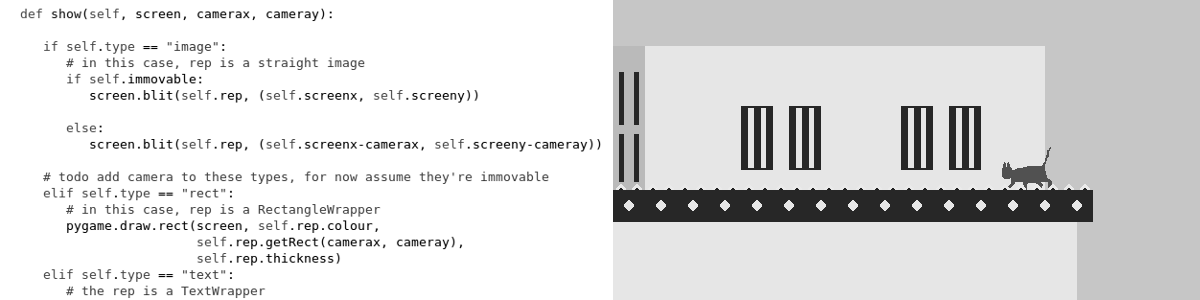 def show(self, screen, camerax, cameray):
if self.type == "image":
# in this case, rep is a straight image
if self.immovable:
screen.blit(self.rep, (self.screenx, self.screeny))
else:
screen.blit(self.rep, (self.screenx-camerax, self.screeny-cameray))
# todo add camera to these types, for now assume they're immovable
elif self.type == "rect":
# in this case, rep is a RectangleWrapper
pygame.draw.rect(screen, self.rep.colour,
self.rep.getRect(camerax, cameray),
self.rep.thickness)
elif self.type == "text":
# the rep is a TextWrapper